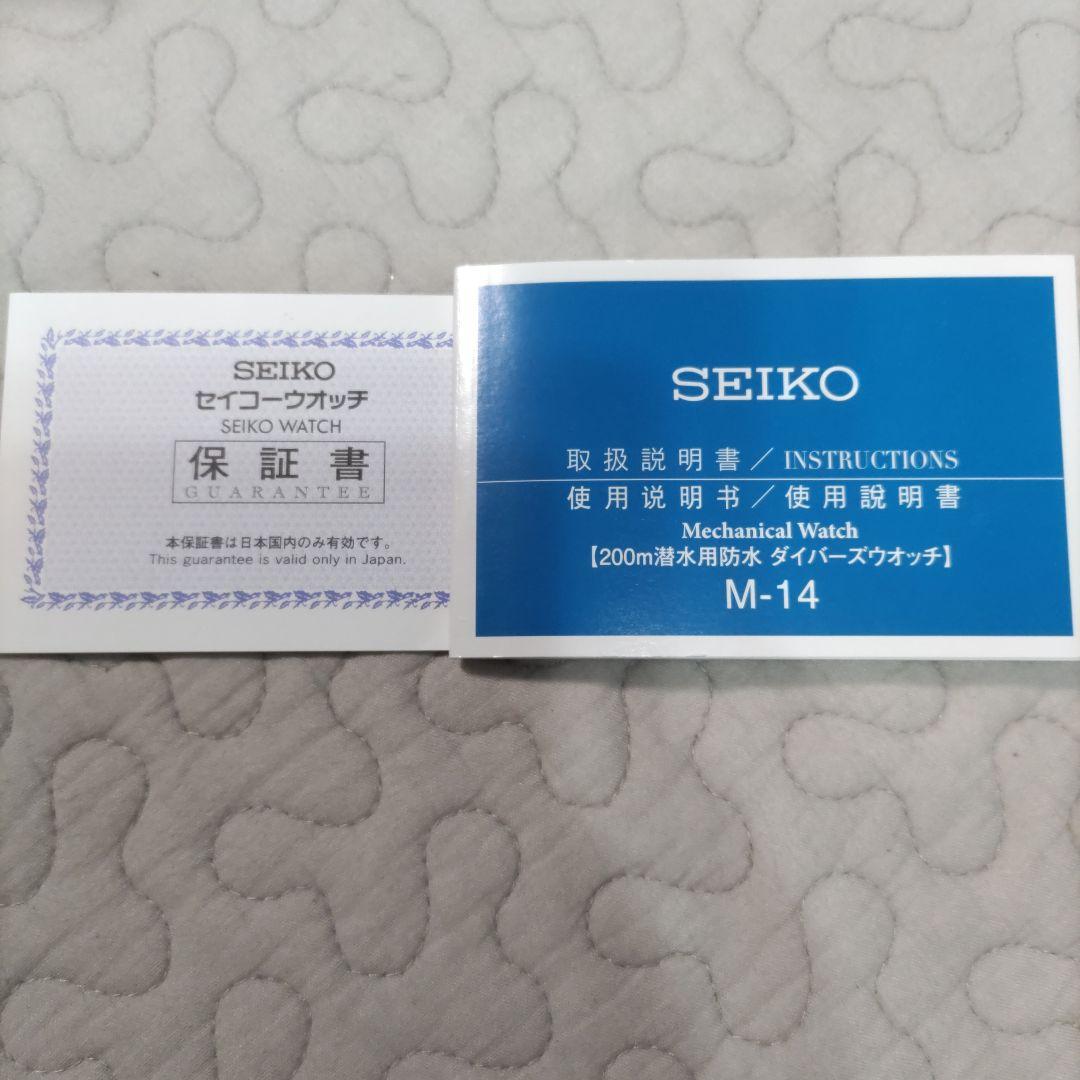 SEIKO
セイコーウオッチ
SEIKO WATCH
保証書
GUARANTEE
本保証書は日本国内のみ有効です。
This guarantee is valid only in Japan.
SEIKO
取扱説明書／INSTRUCTIONS
使用说明书／使用說明書
Mechanical Watch
【200m潜水用防水 ダイバーズウオッチ】
M-14